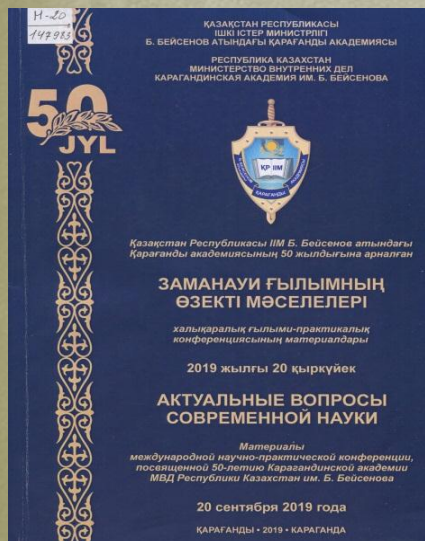 Н-20
147983
ҚАЗАҚСТАН РЕСПУБЛИКАСЫ
ІШКІ ІСТЕР МИНИСТРЛІГІ
Б. БЕЙСЕНОВ АТЫНДАҒЫ ҚАРАҒАНДЫ АКАДЕМИЯСЫ
РЕСПУБЛИКА КАЗАХСТАН
МИНИСТЕРСТВО ВНУТРЕННИХ ДЕЛ
КАРАГАНДИНСКАЯ АКАДЕМИЯ ИМ. Б. БЕЙСЕНОВА
50
JYL
ҚР ІІМ
ҚАРАҒАНДЫ
Қазақстан Республикасы ІІМ Б. Бейсенов атындағы
Қарағанды академиясының 50 жылдығына арналған
ЗАМАНАУИ ҒЫЛЫМНЫҢ
ӨЗЕКТІ МӘСЕЛЕЛЕРІ
халықаралық ғылыми-практикалық
конференциясының материалдары
2019 жылғы 20 қыркүйек
АКТУАЛЬНЫЕ ВОПРОСЫ
СОВРЕМЕННОЙ НАУКИ
Материалы
международной научно-практической конференции,
посвященной 50-летию Карагандинской академии
МВД Республики Казахстан им. Б. Бейсенова
20 сентября 2019 года
ҚАРАҒАНДЫ • 2019 • КАРАГАНДА